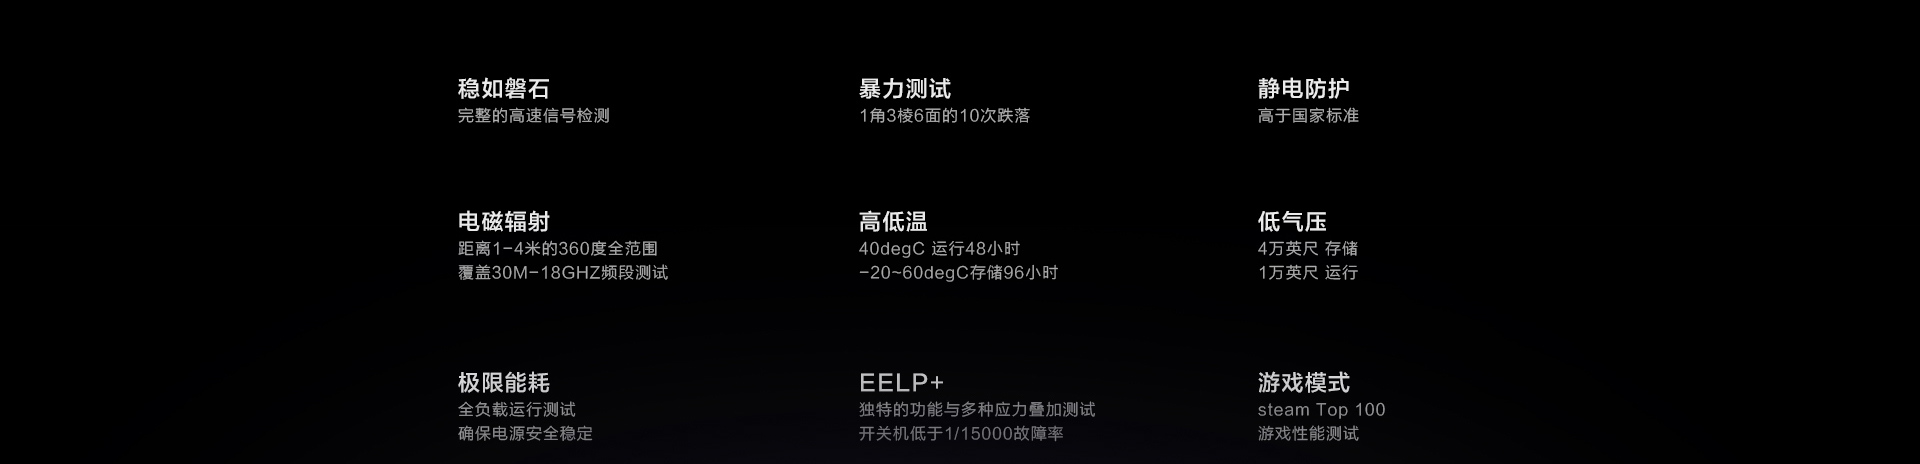 稳如磐石
完整的高速信号检测
暴力测试
1角3棱6面的10次跌落
静电防护
高于国家标准
电磁辐射
距离1-4米的360度全范围
覆盖30M-18GHZ频段测试
高低温
40degC 运行48小时
-20~60degC存储96小时
低气压
4万英尺 存储
1万英尺 运行
极限能耗
全负载运行测试
确保电源安全稳定
EELP+
独特的功能与多种应力叠加测试
开关机低于1/15000故障率
游戏模式
steam Top 100
游戏性能测试